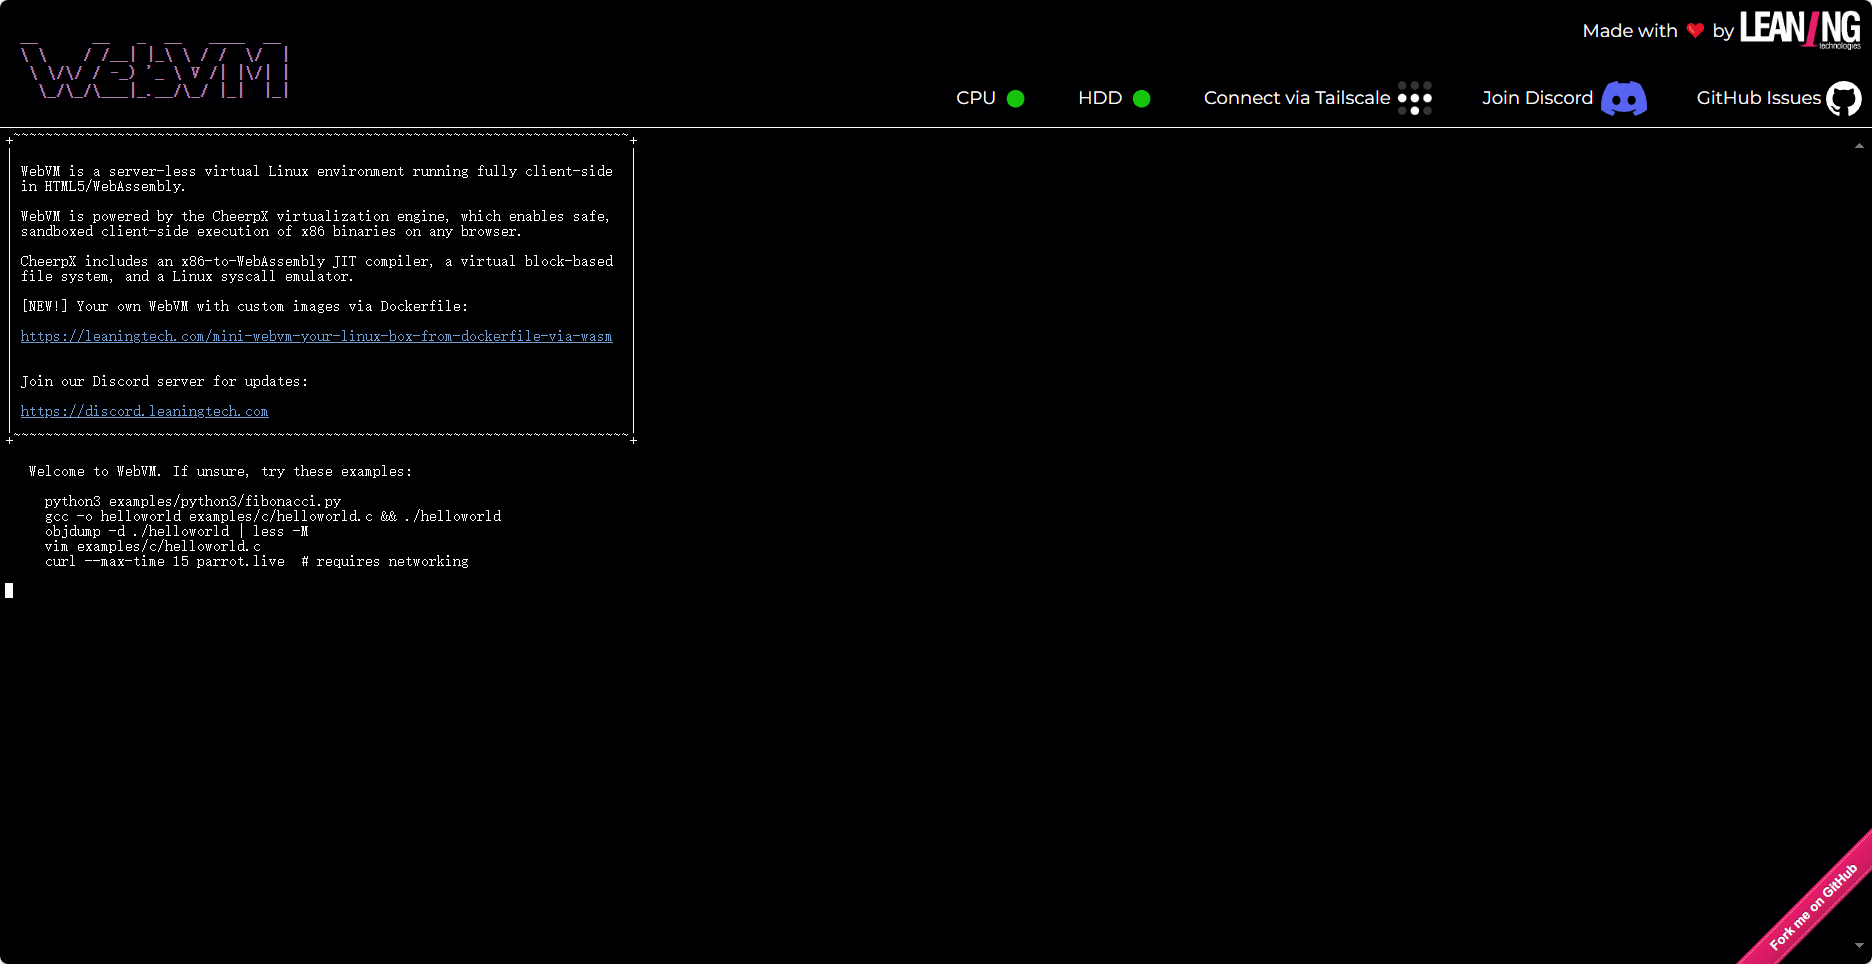 WebVM
Made with ❤ by LEANING
technologies
CPU
HDD
Connect via Tailscale
Join Discord
GitHub Issues
WebVM is a server-less virtual Linux environment running fully client-side
in HTML5/WebAssembly.
WebVM is powered by the CheerpX virtualization engine, which enables safe,
sandboxed client-side execution of x86 binaries on any browser.
CheerpX includes an x86-to-WebAssembly JIT compiler, a virtual block-based
file system, and a Linux syscall emulator.
[NEW!] Your own WebVM with custom images via Dockerfile:
https://leaningtech.com/mini-webvm-your-linux-box-from-dockerfile-via-wasm
Join our Discord server for updates:
https://discord.leaningtech.com
Welcome to WebVM. If unsure, try these examples:
python3 examples/python3/fibonacci.py
gcc -o helloworld examples/c/helloworld.c && ./helloworld
objdump -d ./helloworld | less -M
vim examples/c/helloworld.c
curl --max-time 15 parrot.live  # requires networking
Fork me on GitHub